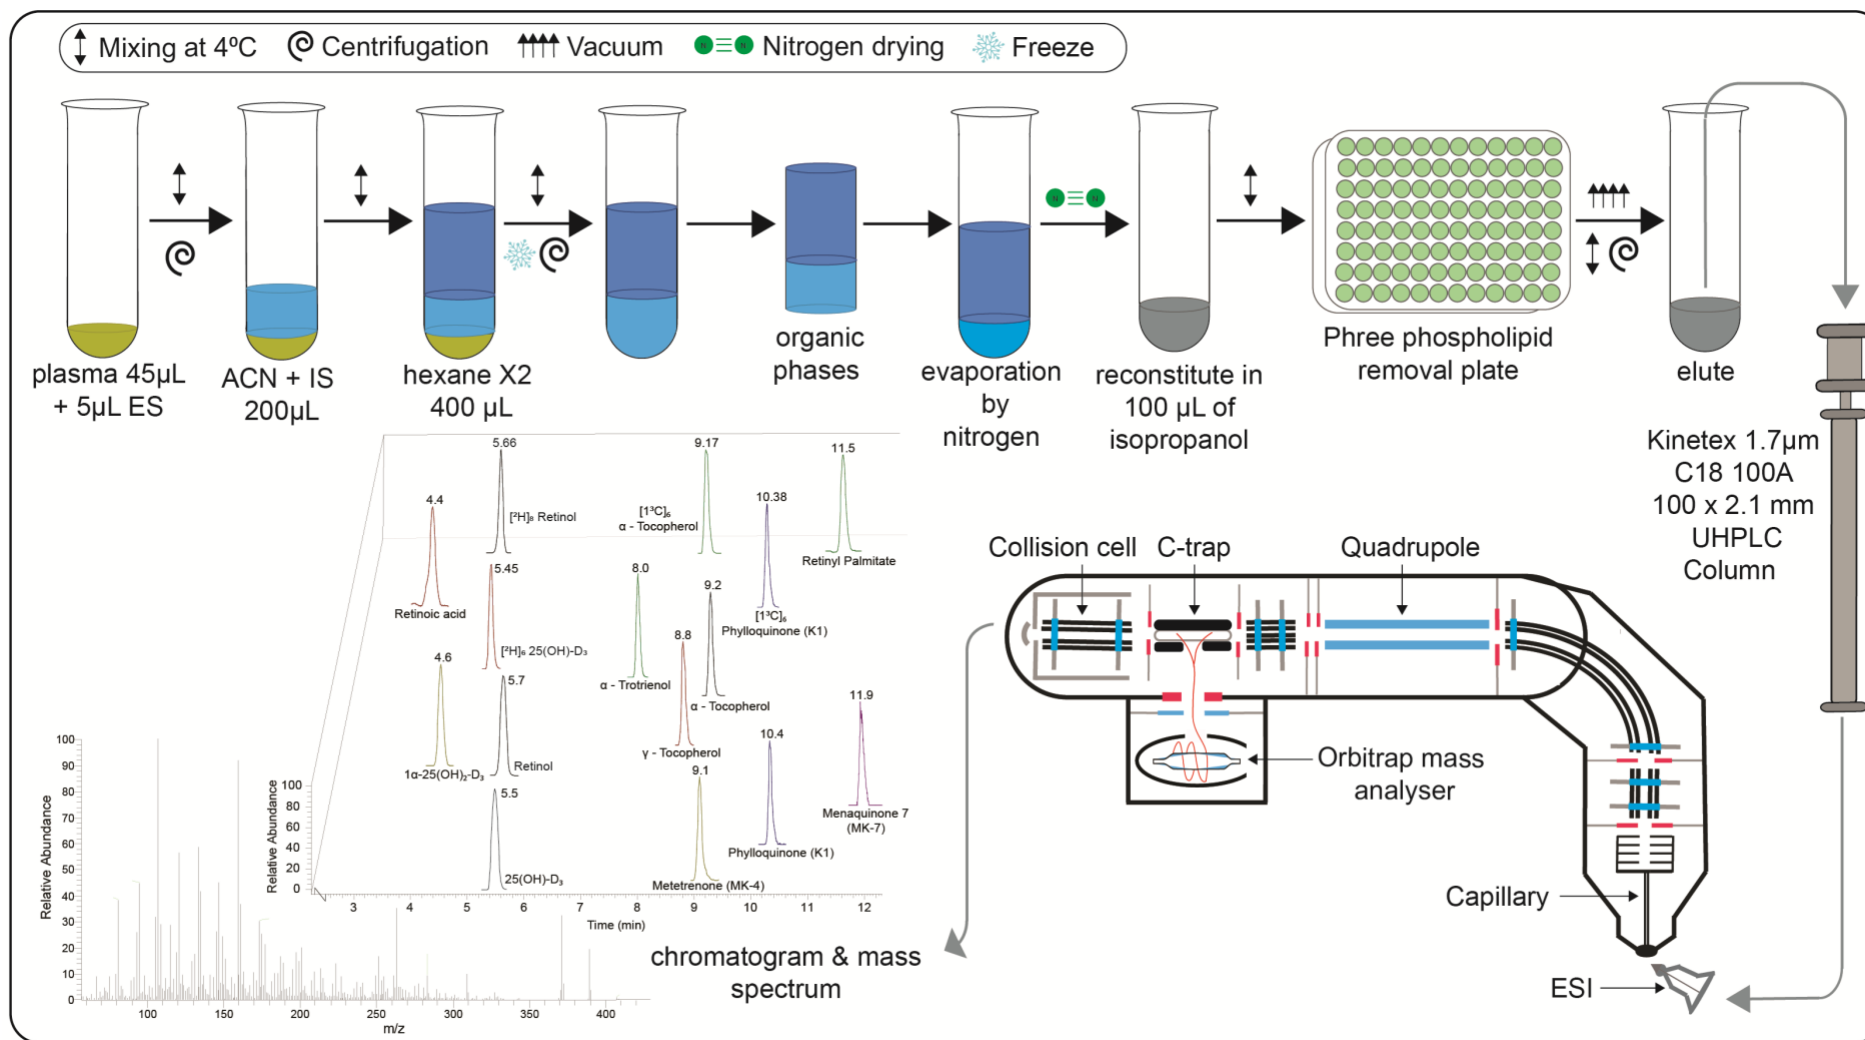 Mixing at 4ºC
Centrifugation
Vacuum
N N Nitrogen drying
Freeze
N N
plasma 45µL
+ 5µL ES
ACN + IS
200µL
hexane X2
400 µL
organic
phases
evaporation
by
nitrogen
reconstitute in
100 µL of
isopropanol
Phree phospholipid
removal plate
elute
Kinetex 1.7µm
C18 100A
100 x 2.1 mm
UHPLC
Column
Collision cell
C-trap
Quadrupole
Orbitrap mass
analyser
Capillary
ESI
chromatogram & mass
spectrum
4.4
Retinoic acid
5.66
[²H]₈ Retinol
9.17
[¹³C]₆
α - Tocopherol
10.38
[¹³C]₆
Phylloquinone (K1)
11.5
Retinyl Palmitate
5.45
[²H]₆ 25(OH)-D₃
8.0
α - Trotrienol
8.8
γ - Tocopherol
9.2
α - Tocopherol
4.6
1α-25(OH)₂-D₃
5.7
Retinol
5.5
25(OH)-D₃
9.1
Metetrenone (MK-4)
10.4
Phylloquinone (K1)
11.9
Menaquinone 7
(MK-7)
Relative Abundance
100
80
60
40
20
0
3 4 5 6 7 8 9 10 11 12
Time (min)
Relative Abundance
100
90
80
70
60
50
40
30
20
10
0
100 150 200 250 300 350 400
m/z